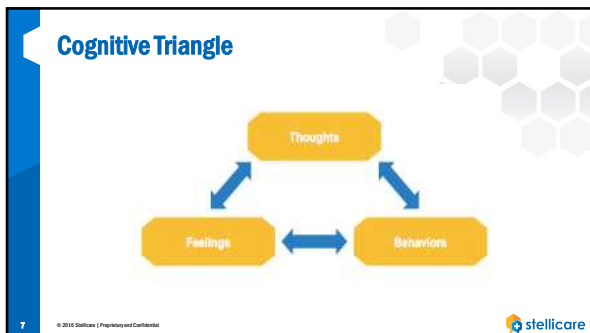 Cognitive Triangle
Thoughts
Feelings
Behaviors
7
© 2016 Stellicare | Proprietary and Confidential
stellicare